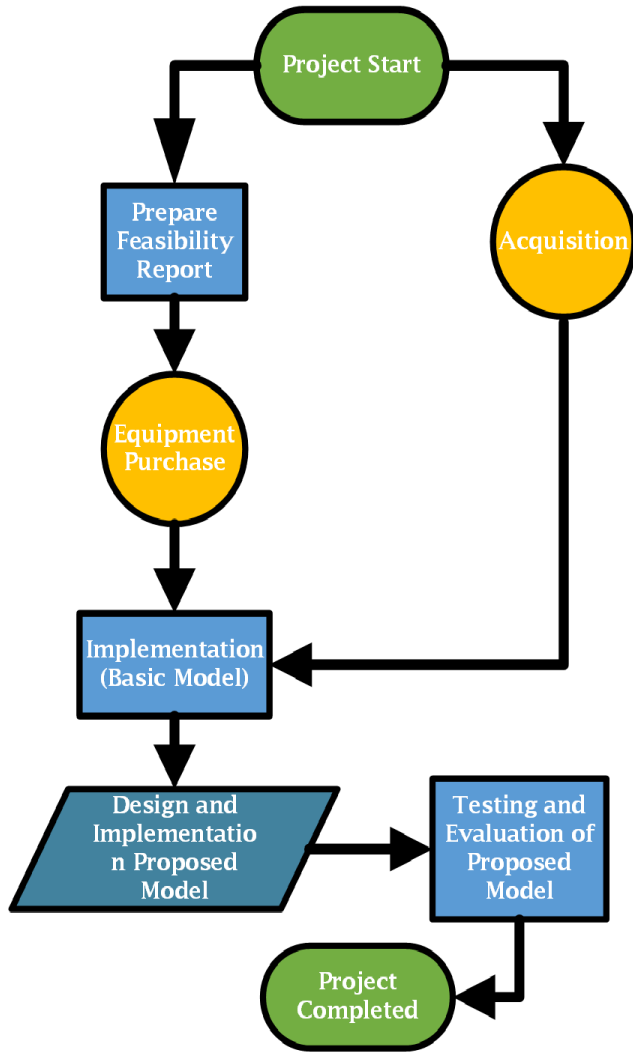 Project Start
Prepare
Feasibility
Report
Acquisition
Equipment
Purchase
Implementation
(Basic Model)
Design and
Implementatio
n Proposed
Model
Testing and
Evaluation of
Proposed
Model
Project
Completed